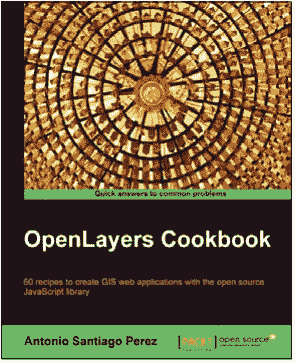 Quick answers to common problems
OpenLayers Cookbook
60 recipes to create GIS web applications with the open source
JavaScript library
Antonio Santiago Perez
[PACKT] open source
PUBLISHING